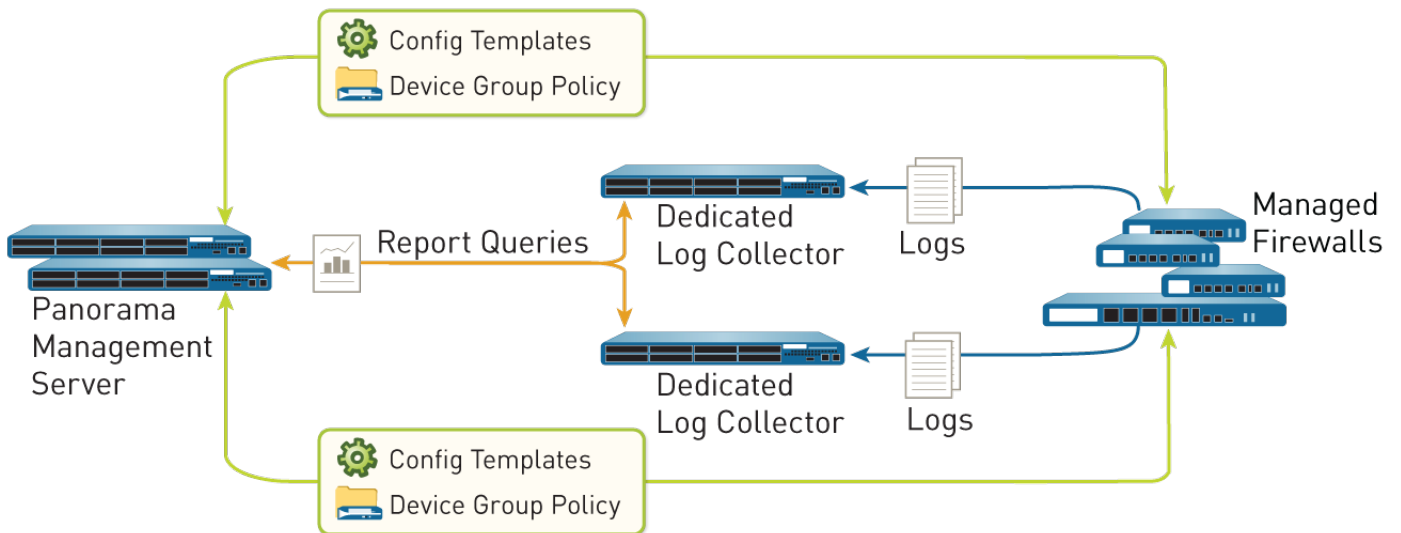 Config Templates
Device Group Policy
Dedicated
Log Collector
Logs
Managed
Firewalls
Report Queries
Panorama
Management
Server
Dedicated
Log Collector
Logs
Config Templates
Device Group Policy